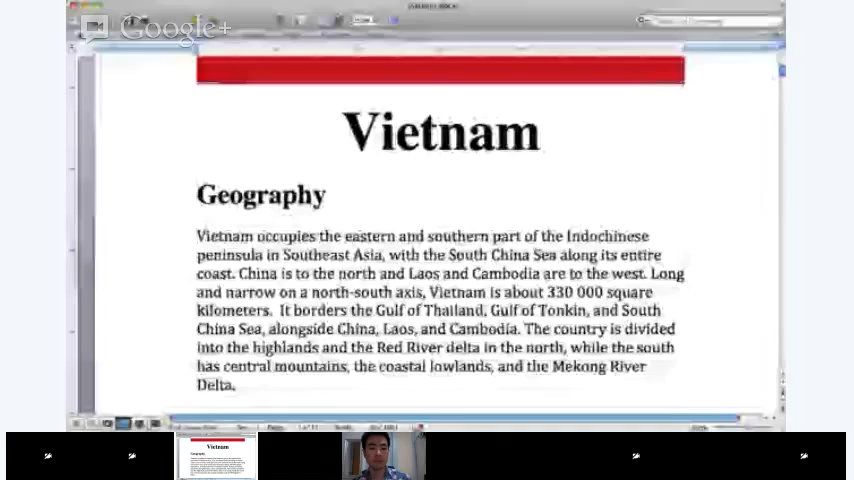 Google+
Vietnam
Geography
Vietnam occupies the eastern and southern part of the Indochinese
peninsula in Southeast Asia, with the South China Sea along its entire
coast. China is to the north and Laos and Cambodia are to the west. Long
and narrow on a north-south axis, Vietnam is about 330 000 square
kilometers.  It borders the Gulf of Thailand, Gulf of Tonkin, and South
China Sea, alongside China, Laos, and Cambodia. The country is divided
into the highlands and the Red River delta in the north, while the south
has central mountains, the coastal lowlands, and the Mekong River
Delta.
Vietnam
Geography